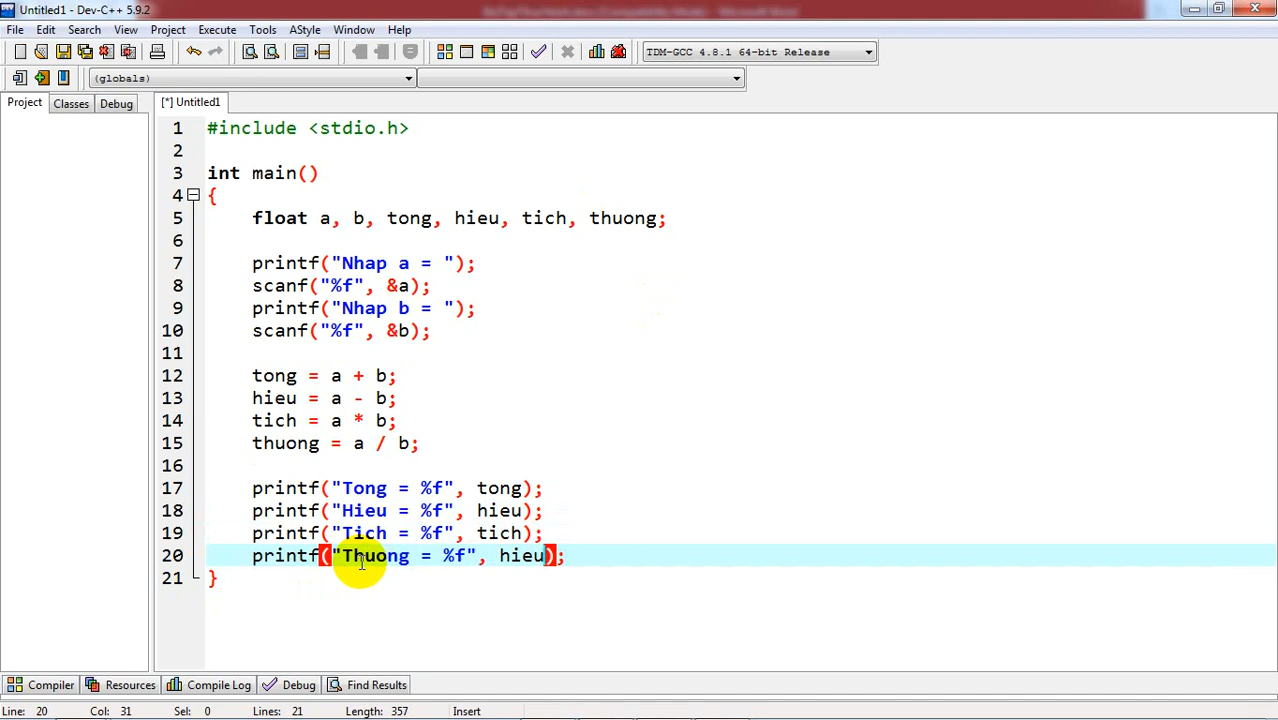 Untitled1 - Dev-C++ 5.9.2
File Edit Search View Project Execute Tools AStyle Window Help
TDM-GCC 4.8.1 64-bit Release
(globals)
Project Classes Debug [*] Untitled1
1 #include <stdio.h>
2
3 int main()
4 {
5 float a, b, tong, hieu, tich, thuong;
6
7 printf("Nhap a = ");
8 scanf("%f", &a);
9 printf("Nhap b = ");
10 scanf("%f", &b);
11
12 tong = a + b;
13 hieu = a - b;
14 tich = a * b;
15 thuong = a / b;
16
17 printf("Tong = %f", tong);
18 printf("Hieu = %f", hieu);
19 printf("Tich = %f", tich);
20 printf("Thuong = %f", hieu);
21 }
Compiler Resources Compile Log Debug Find Results
Line: 20 Col: 31 Sel: 0 Lines: 21 Length: 357 Insert